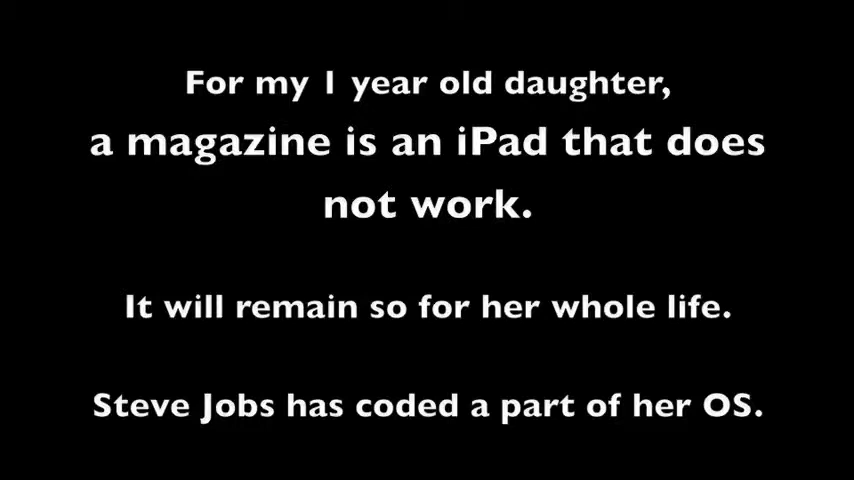 For my 1 year old daughter,
a magazine is an iPad that does
not work.
It will remain so for her whole life.
Steve Jobs has coded a part of her OS.